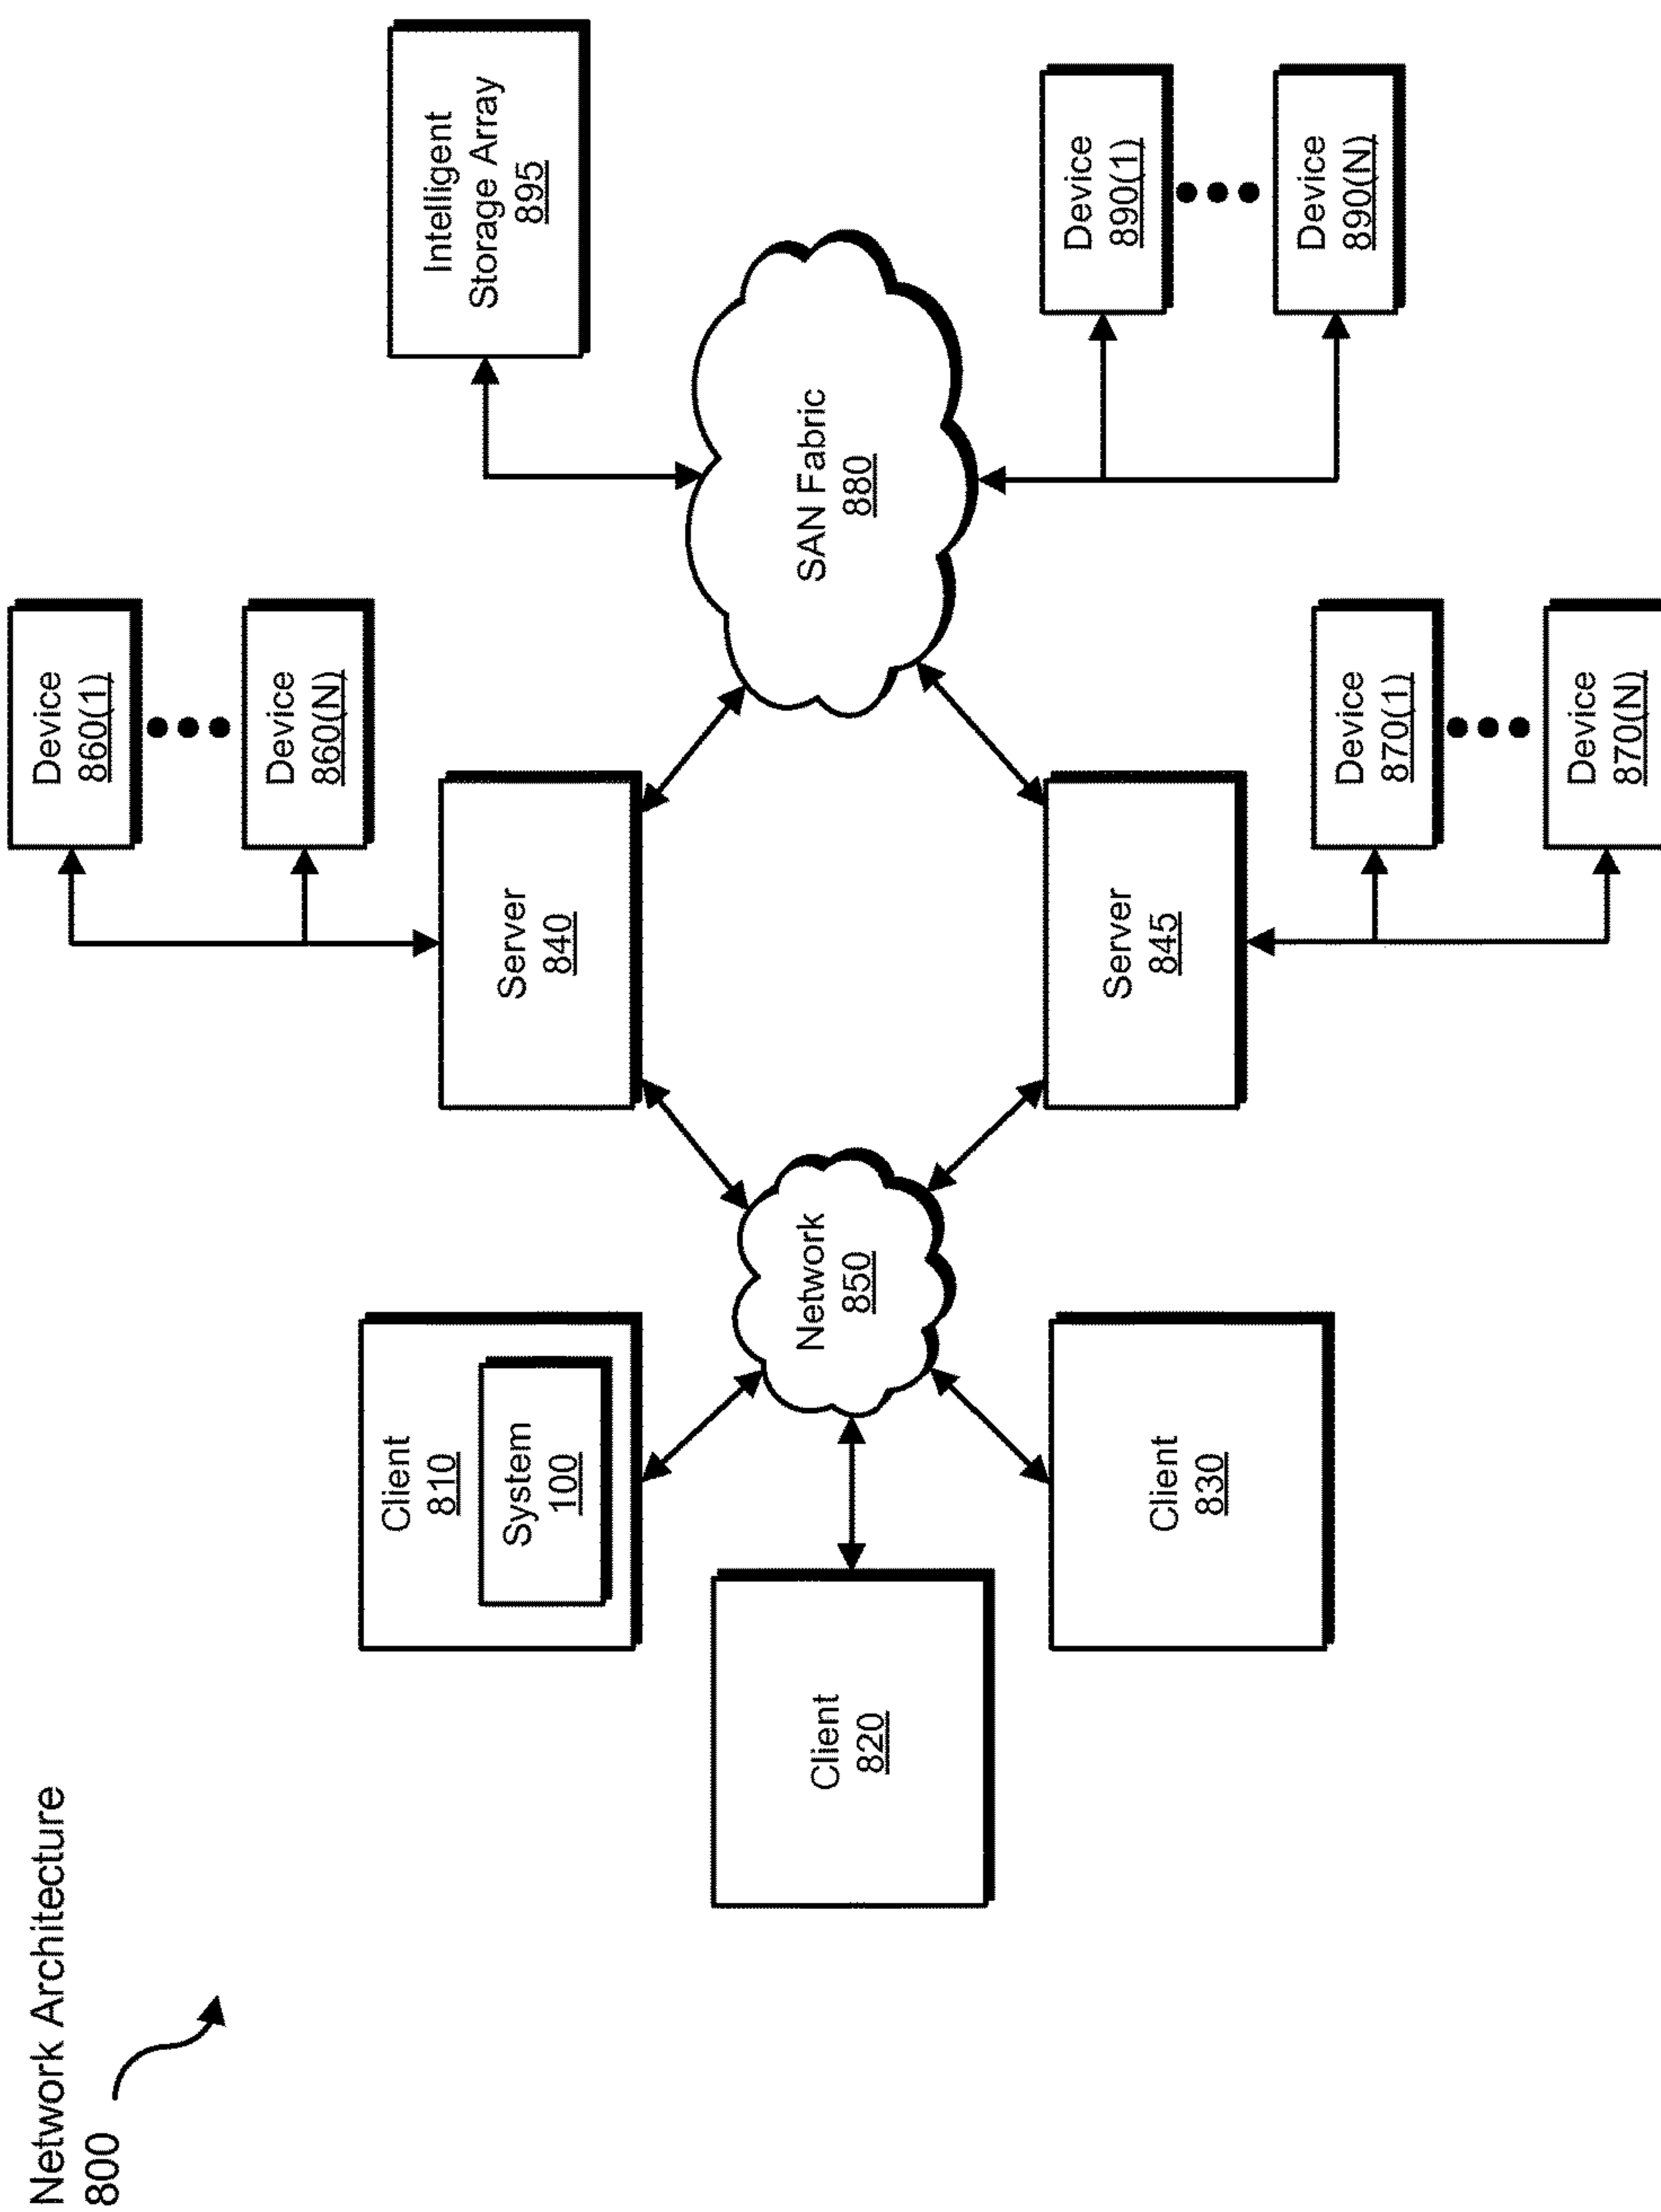 Network Architecture
800
Client
810
System
100
Client
820
Client
830
Network
850
Server
840
Server
845
Device
860(1)
Device
860(N)
Device
870(1)
Device
870(N)
SAN Fabric
880
Intelligent
Storage Array
895
Device
890(1)
Device
890(N)